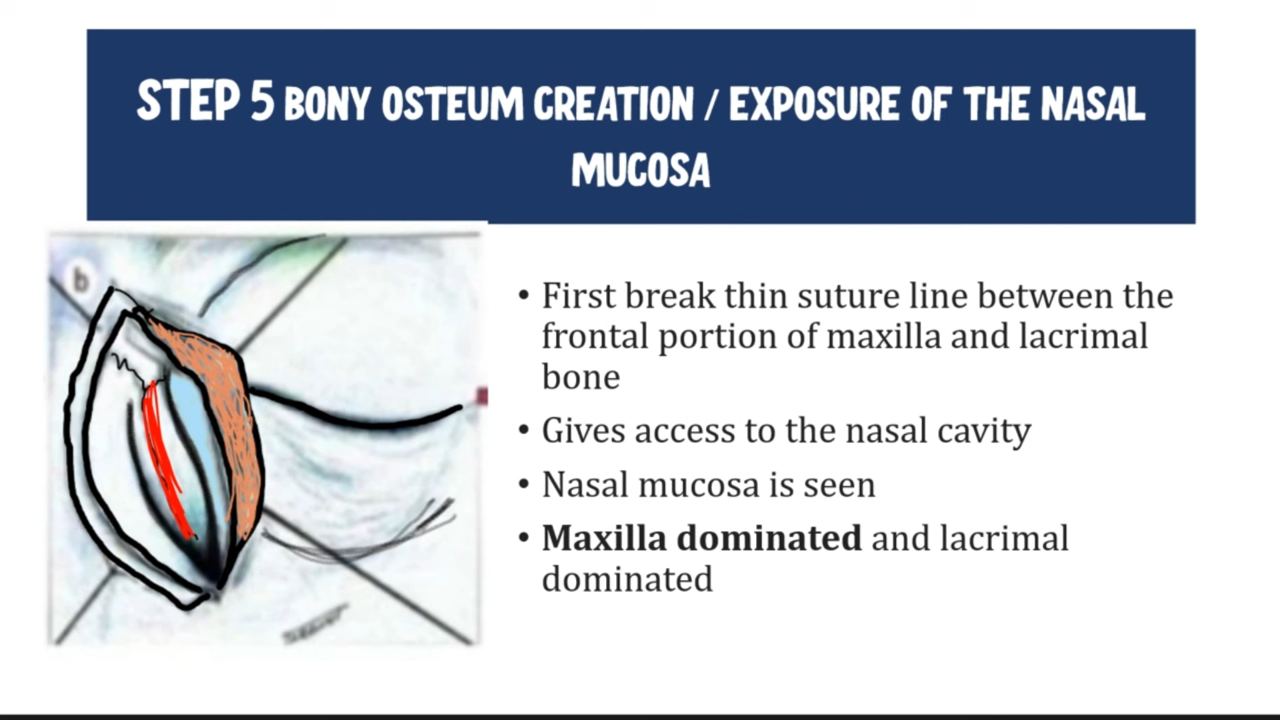 STEP 5 BONY OSTEUM CREATION / EXPOSURE OF THE NASAL
MUCOSA
b
• First break thin suture line between the
frontal portion of maxilla and lacrimal
bone
• Gives access to the nasal cavity
• Nasal mucosa is seen
• Maxilla dominated and lacrimal
dominated